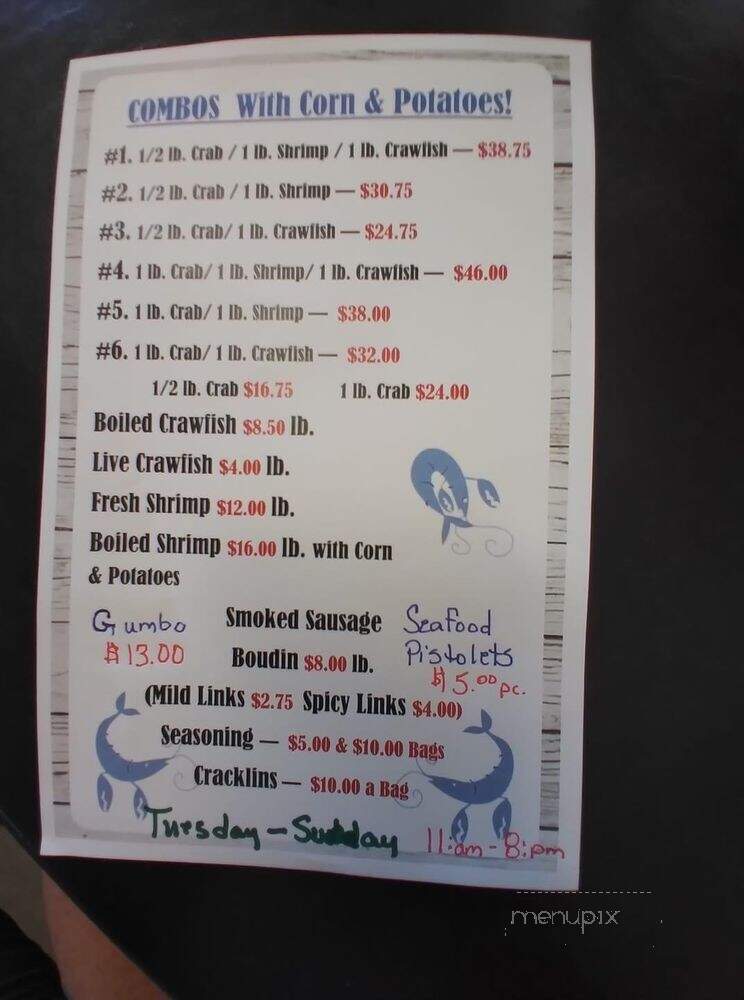 COMBOS With Corn & Potatoes!
#1. 1/2 lb. Crab / 1 lb. Shrimp / 1 lb. Crawfish — $38.75
#2. 1/2 lb. Crab / 1 lb. Shrimp — $30.75
#3. 1/2 lb. Crab/ 1 lb. Crawfish — $24.75
#4. 1 lb. Crab/ 1 lb. Shrimp/ 1 lb. Crawfish — $46.00
#5. 1 lb. Crab/ 1 lb. Shrimp — $38.00
#6. 1 lb. Crab/ 1 lb. Crawfish — $32.00
1/2 lb. Crab $16.75 1 lb. Crab $24.00
Boiled Crawfish $8.50 lb.
Live Crawfish $4.00 lb.
Fresh Shrimp $12.00 lb.
Boiled Shrimp $16.00 lb. with Corn
& Potatoes
Gumbo
$13.00
Smoked Sausage
Boudin $8.00 lb.
Seafood
Pistolets
$5.00 pc.
(Mild Links $2.75 Spicy Links $4.00)
Seasoning — $5.00 & $10.00 Bags
Cracklins — $10.00 a Bag
Tuesday - Sunday 11:am - 8:pm
menupix